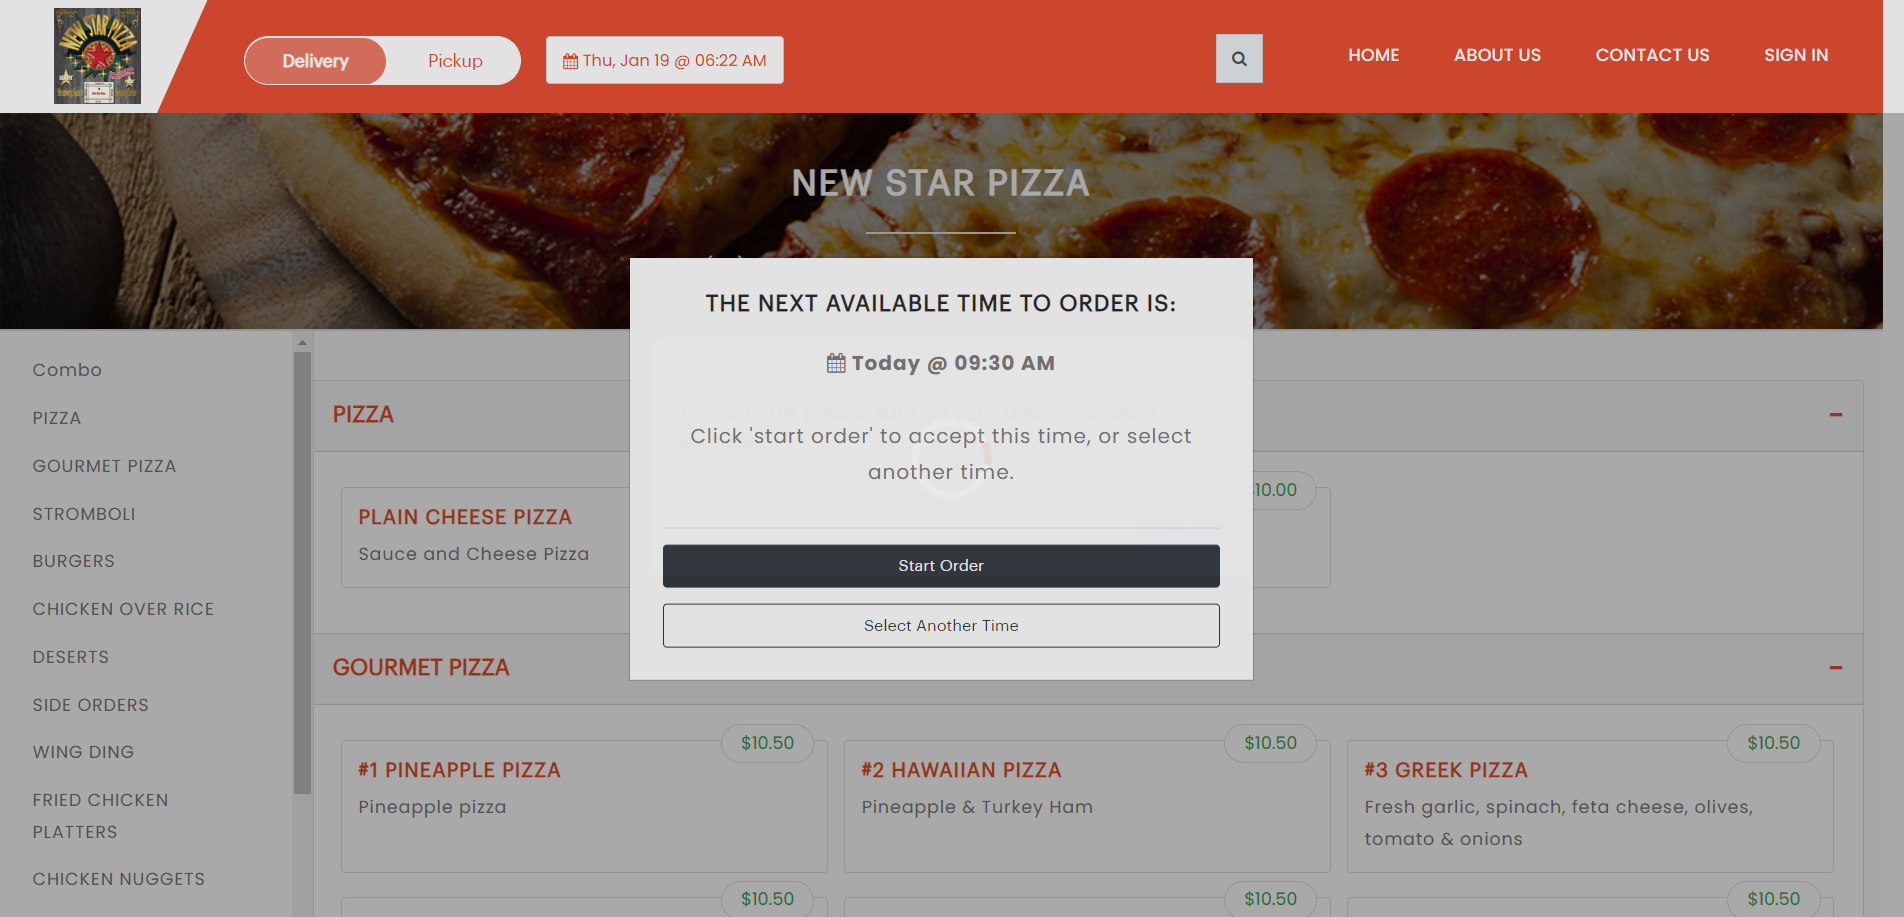 NEW STAR PIZZA
Delivery
Pickup
Thu, Jan 19 @ 06:22 AM
HOME
ABOUT US
CONTACT US
SIGN IN
NEW STAR PIZZA
THE NEXT AVAILABLE TIME TO ORDER IS:
Today @ 09:30 AM
Click 'start order' to accept this time, or select
another time.
Start Order
Select Another Time
Combo
PIZZA
GOURMET PIZZA
STROMBOLI
BURGERS
CHICKEN OVER RICE
DESERTS
SIDE ORDERS
WING DING
FRIED CHICKEN
PLATTERS
CHICKEN NUGGETS
PIZZA
PLAIN CHEESE PIZZA
Sauce and Cheese Pizza
10.00
GOURMET PIZZA
$10.50
#1 PINEAPPLE PIZZA
Pineapple pizza
$10.50
#2 HAWAIIAN PIZZA
Pineapple & Turkey Ham
$10.50
#3 GREEK PIZZA
Fresh garlic, spinach, feta cheese, olives,
tomato & onions
$10.50
$10.50
$10.50